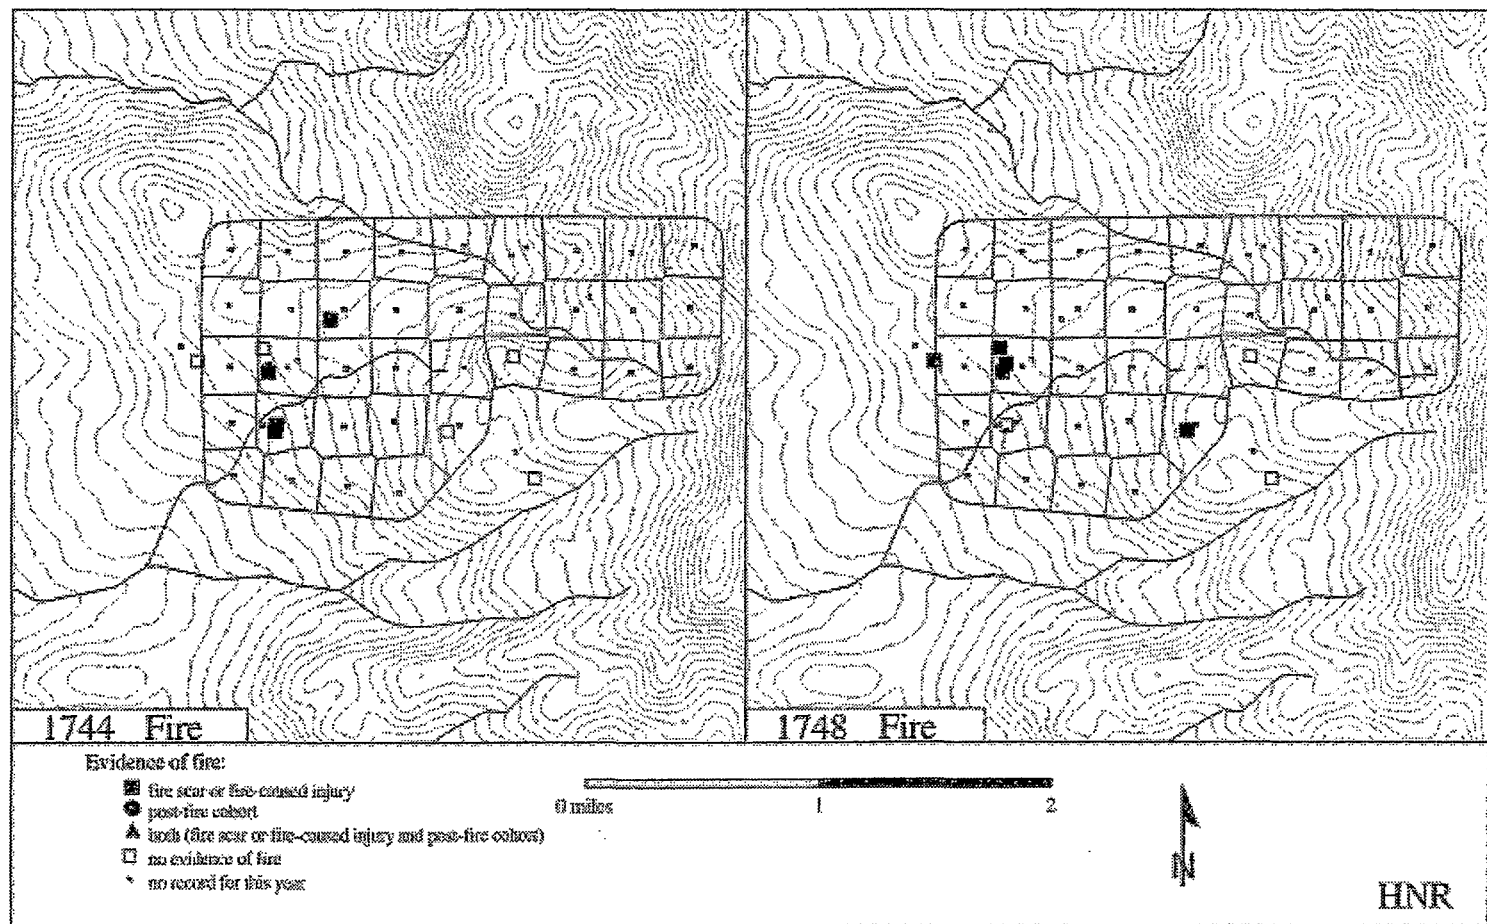 1744 Fire
1748 Fire
Evidence of fire:
fire scar or fire-caused injury
post-fire cohort
both (fire scar or fire-caused injury and post-fire cohort)
no evidence of fire
no record for this year
0 miles 1 2
N
HNR